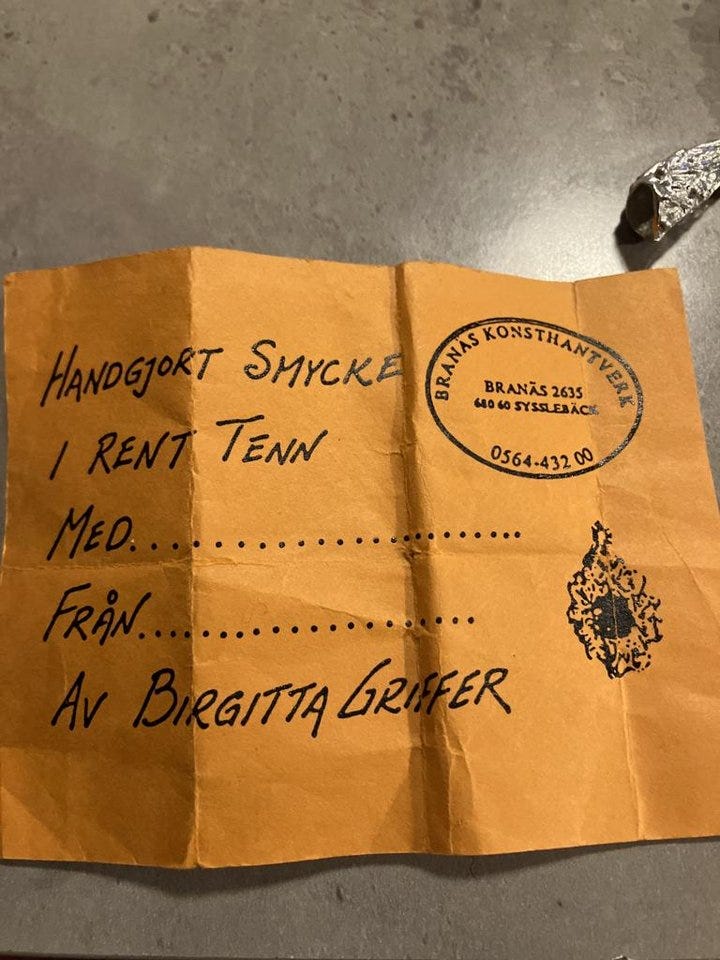 HANDGJORT SMYCKE
I RENT TENN
MED.......................
FRÅN.....................
AV BIRGITTA GRIFFER
BRANÄS KONSTHANTVERK
BRANÄS 2635
680 60 SYSSLEBÄCK
0564-432 00